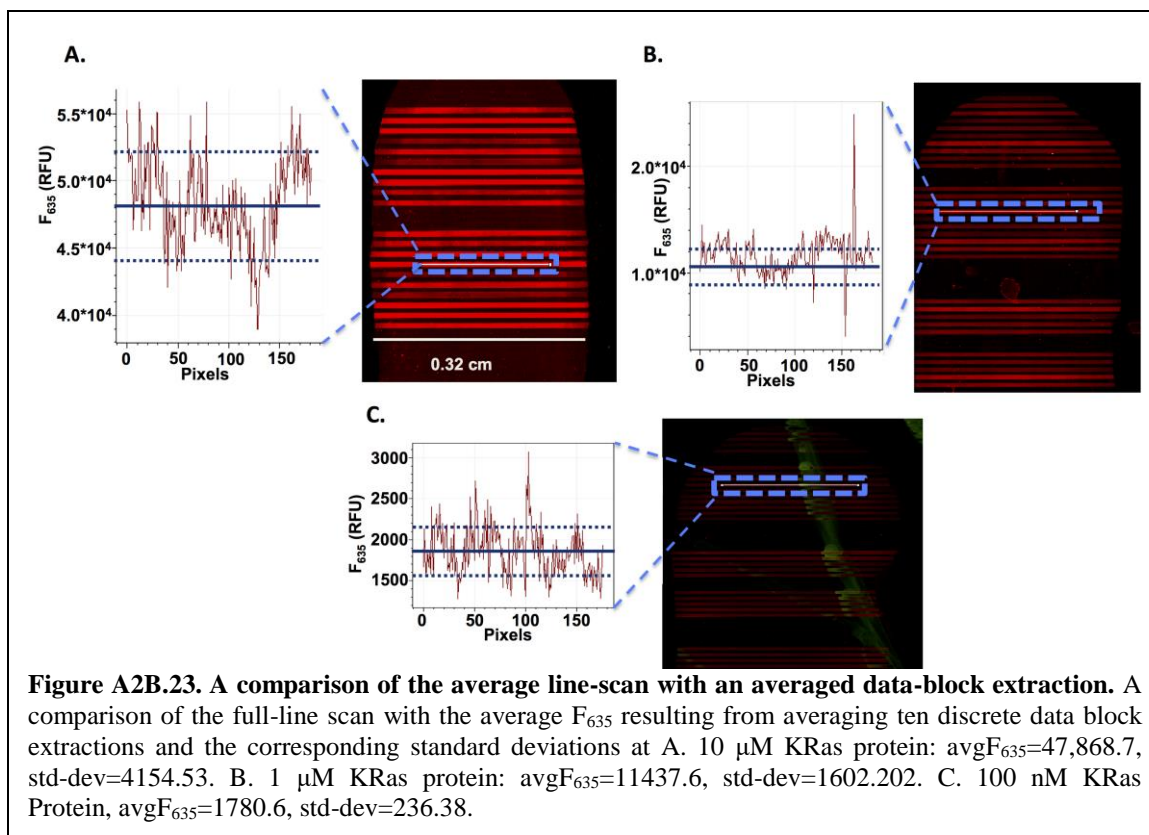 A.
5.5*10⁴
5.0*10⁴
4.5*10⁴
4.0*10⁴
F₆₃₅ (RFU)
0 50 100 150
Pixels
0.32 cm
B.
2.0*10⁴
1.0*10⁴
F₆₃₅ (RFU)
0 50 100 150
Pixels
C.
3000
2500
2000
1500
F₆₃₅ (RFU)
0 50 100 150
Pixels
Figure A2B.23. A comparison of the average line-scan with an averaged data-block extraction. A
comparison of the full-line scan with the average F₆₃₅ resulting from averaging ten discrete data block
extractions and the corresponding standard deviations at A. 10 μM KRas protein: avgF₆₃₅=47,868.7,
std-dev=4154.53. B. 1 μM KRas protein: avgF₆₃₅=11437.6, std-dev=1602.202. C. 100 nM KRas
Protein, avgF₆₃₅=1780.6, std-dev=236.38.